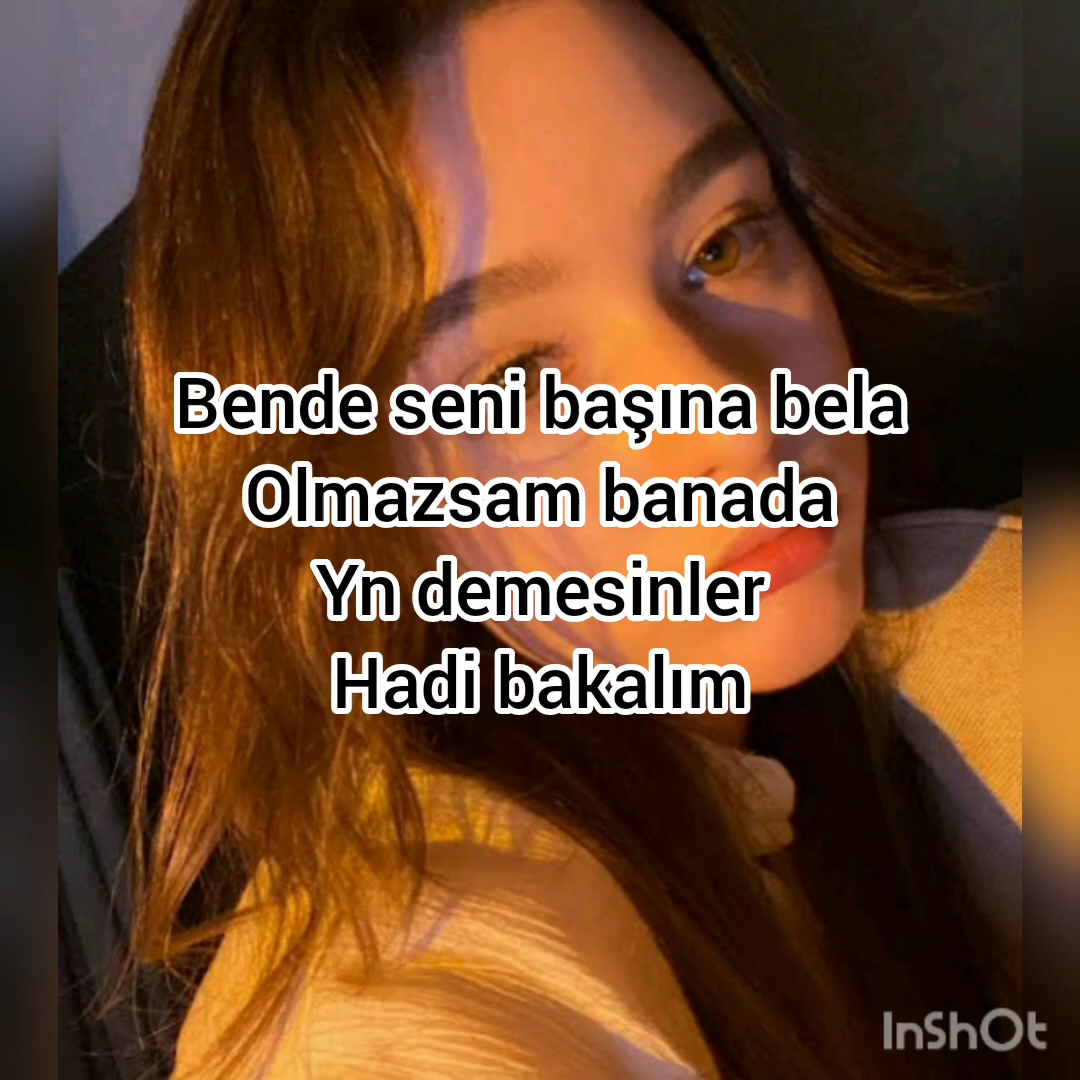 Bende seni başına bela
Olmazsam banada
Yn demesinler
Hadi bakalım
InShOt